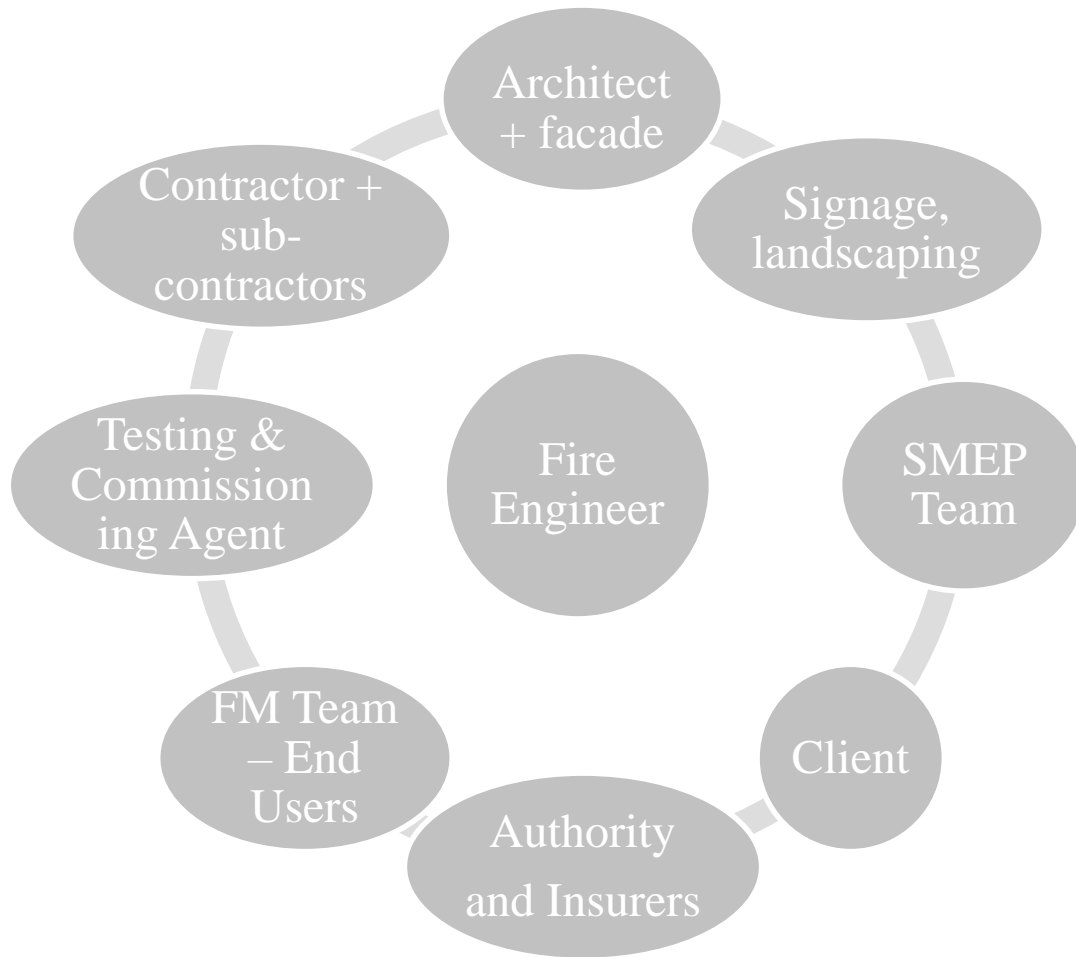 Architect
+ facade
Signage,
landscaping
SMEP
Team
Client
Authority
and Insurers
FM Team
– End
Users
Testing &
Commission
ing Agent
Contractor +
sub-
contractors
Fire
Engineer